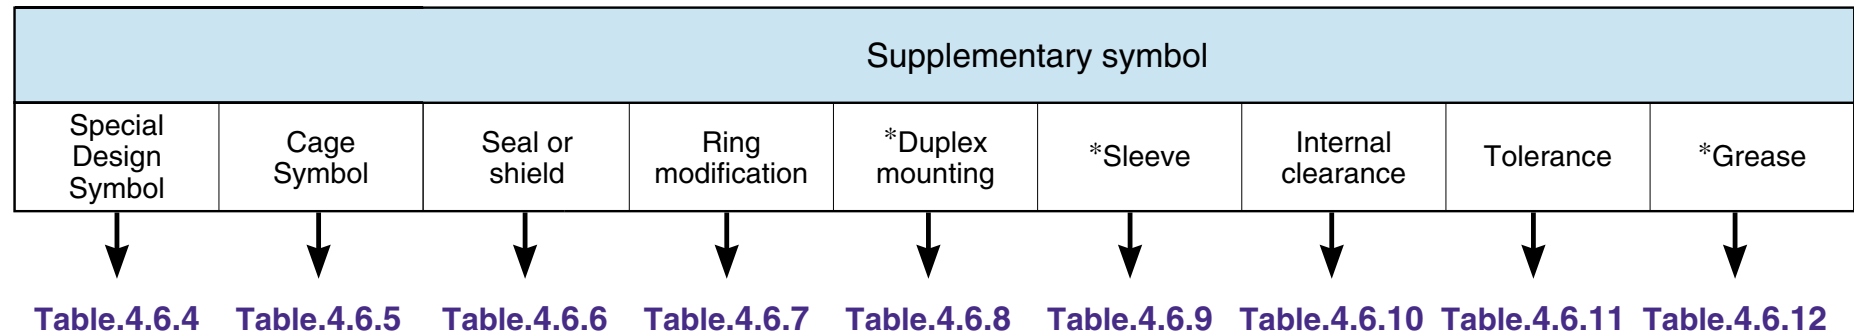 Supplementary symbol
Special
Design
Symbol
Cage
Symbol
Seal or
shield
Ring
modification
*Duplex
mounting
*Sleeve
Internal
clearance
Tolerance
*Grease
Table.4.6.4
Table.4.6.5
Table.4.6.6
Table.4.6.7
Table.4.6.8
Table.4.6.9
Table.4.6.10
Table.4.6.11
Table.4.6.12